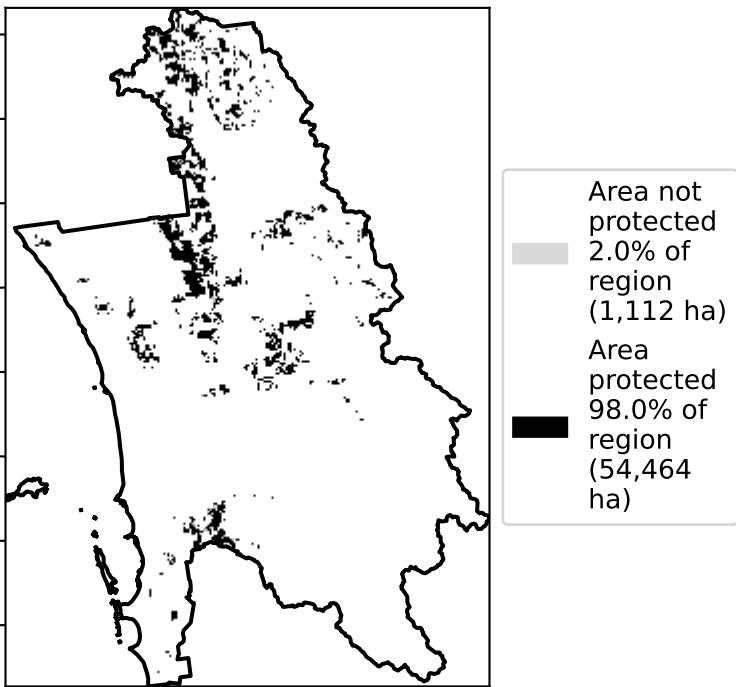 Area not
protected
2.0% of
region
(1,112 ha)
Area
protected
98.0% of
region
(54,464
ha)